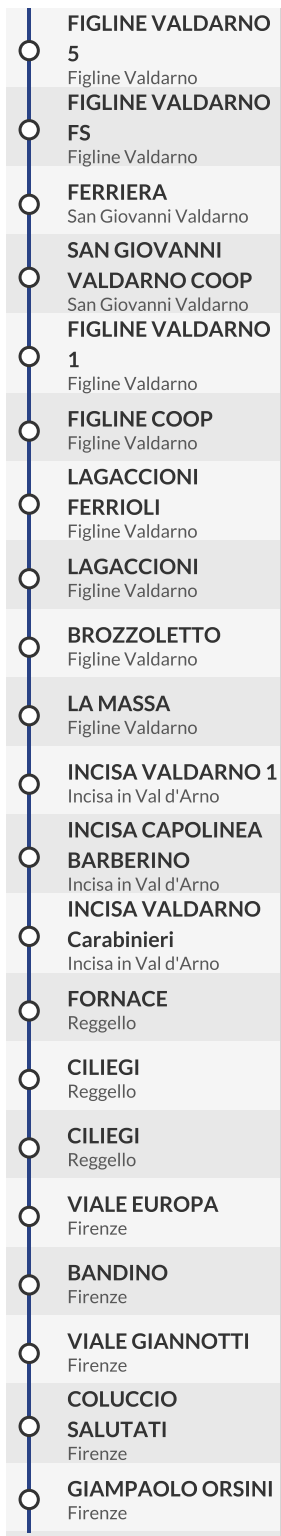 FIGLINE VALDARNO
5
Figline Valdarno
FIGLINE VALDARNO
FS
Figline Valdarno
FERRIERA
San Giovanni Valdarno
SAN GIOVANNI
VALDARNO COOP
San Giovanni Valdarno
FIGLINE VALDARNO
1
Figline Valdarno
FIGLINE COOP
Figline Valdarno
LAGACCIONI
FERRIOLI
Figline Valdarno
LAGACCIONI
Figline Valdarno
BROZZOLETTO
Figline Valdarno
LA MASSA
Figline Valdarno
INCISA VALDARNO 1
Incisa in Val d'Arno
INCISA CAPOLINEA
BARBERINO
Incisa in Val d'Arno
INCISA VALDARNO
Carabinieri
Incisa in Val d'Arno
FORNACE
Reggello
CILIEGI
Reggello
CILIEGI
Reggello
VIALE EUROPA
Firenze
BANDINO
Firenze
VIALE GIANNOTTI
Firenze
COLUCCIO
SALUTATI
Firenze
GIAMPAOLO ORSINI
Firenze